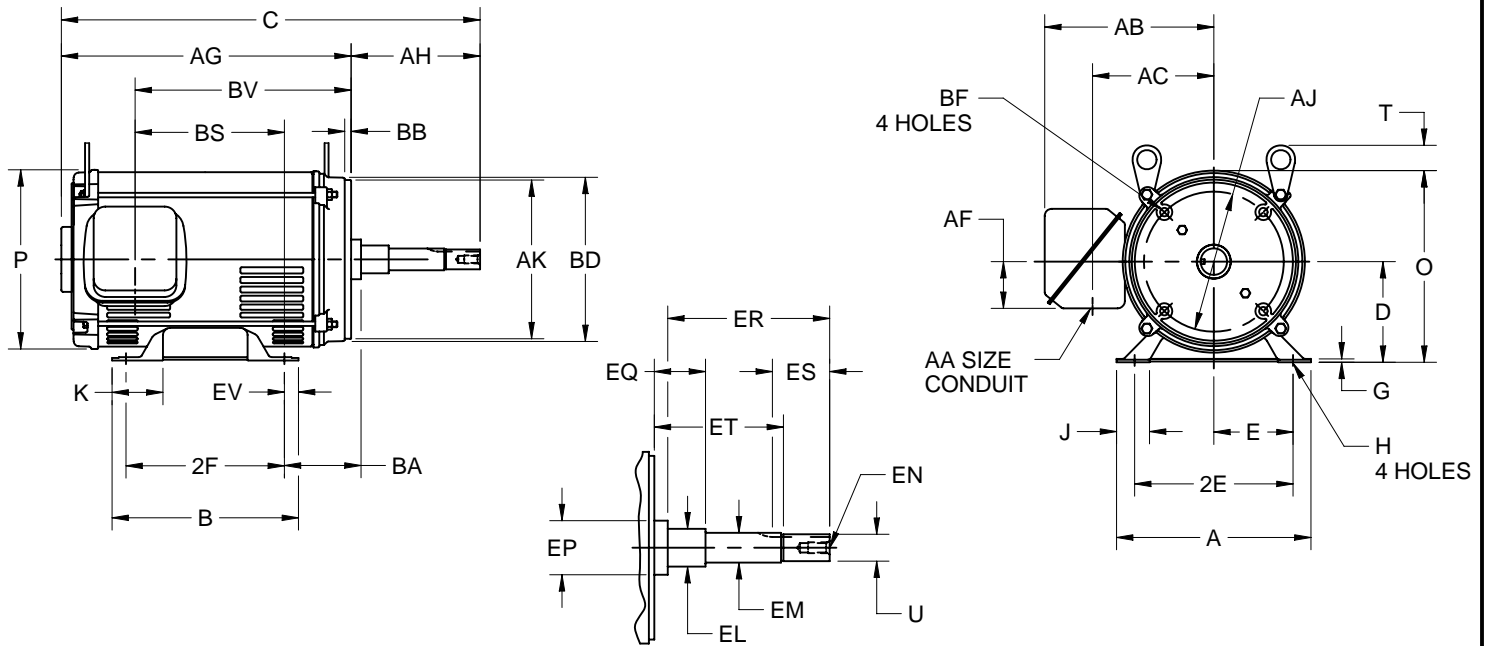 C
AG
AH
BV
BS
BB
P
AK
BD
K
EV
2F
BA
B
ER
EQ
ES
ET
EN
EP
EM
EL
U
AB
AC
BF
4 HOLES
AJ
T
AF
O
D
AA SIZE
CONDUIT
G
J
E
H
4 HOLES
2E
A